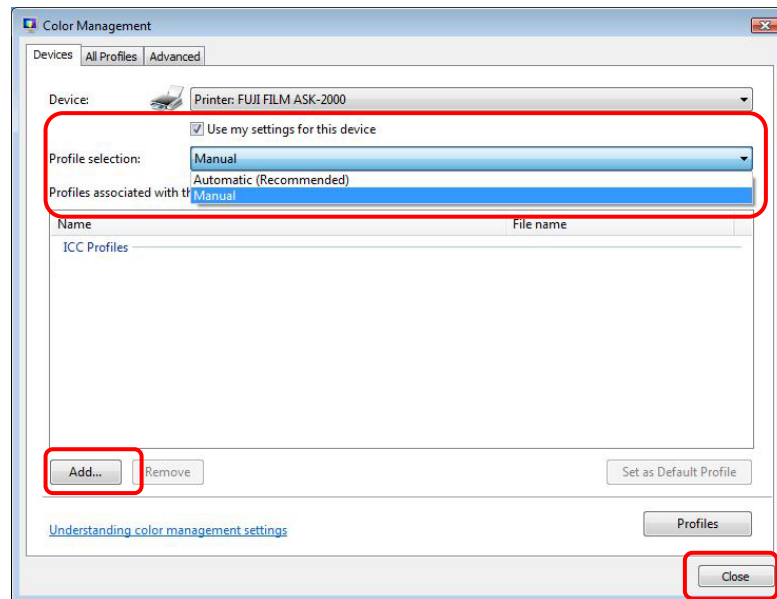 Color Management
Devices All Profiles Advanced
Device: Printer: FUJI FILM ASK-2000
Use my settings for this device
Profile selection: Manual
Automatic (Recommended)
Profiles associated with th Manual
Name File name
ICC Profiles
Add... Remove Set as Default Profile
Understanding color management settings Profiles
Close